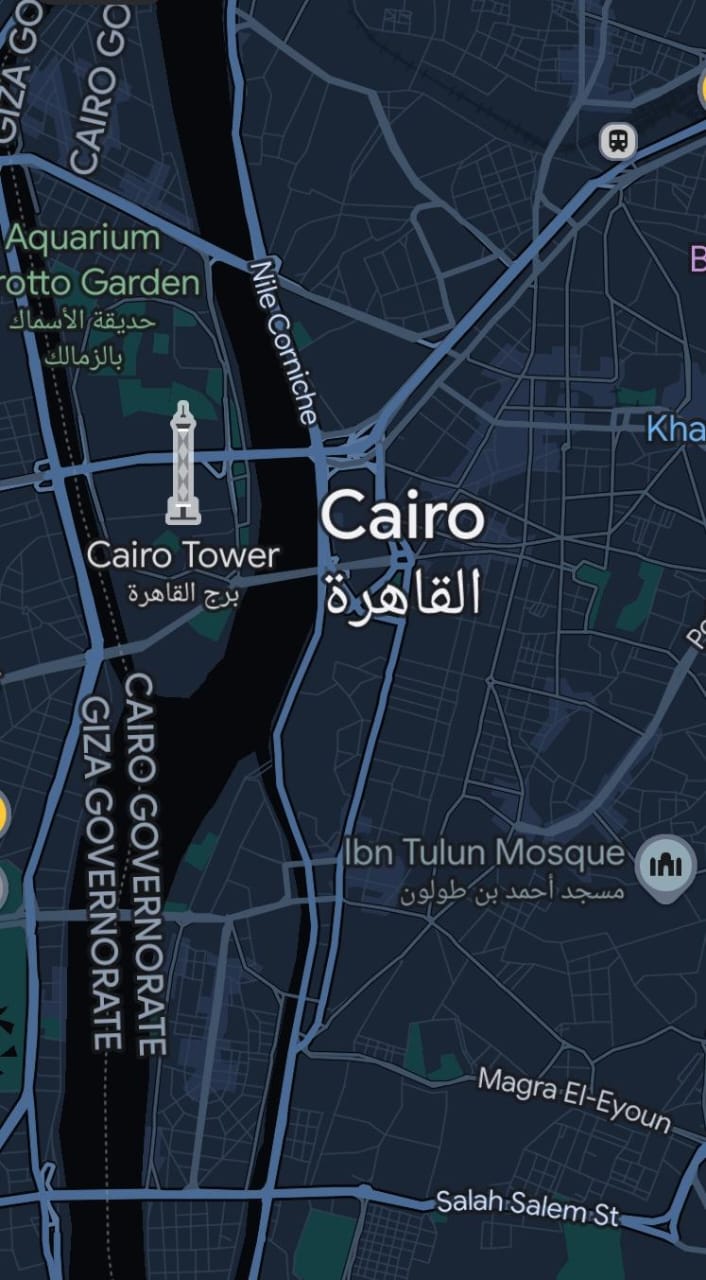 GIZA GO
CAIRO GO
Aquarium
rotto Garden
حديقة الأسماك
بالزمالك
Nile Corniche
B
Kha
Cairo
القاهرة
Cairo Tower
برج القاهرة
Po
CAIRO GOVERNORATE
GIZA GOVERNORATE
Ibn Tulun Mosque
مسجد أحمد بن طولون
Magra El-Eyoun
Salah Salem St